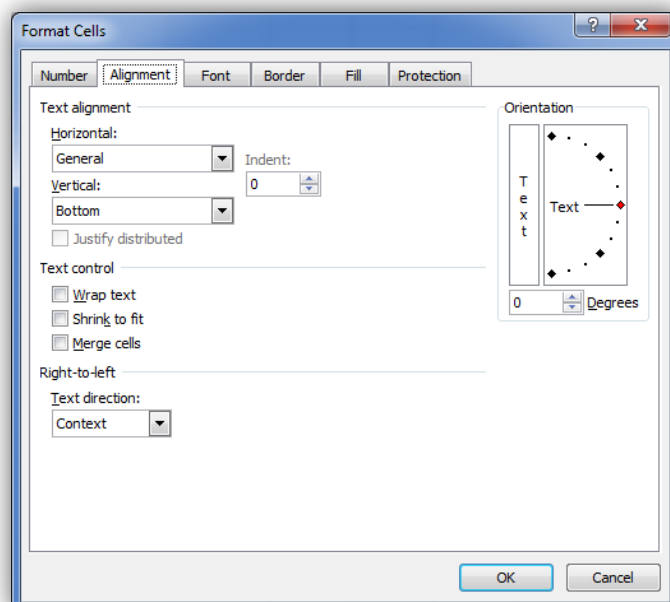 Format Cells
Number Alignment Font Border Fill Protection
Text alignment
Horizontal:
General
Indent:
0
Vertical:
Bottom
Justify distributed
Text control
Wrap text
Shrink to fit
Merge cells
Right-to-left
Text direction:
Context
Orientation
Text
Text
0 Degrees
OK Cancel